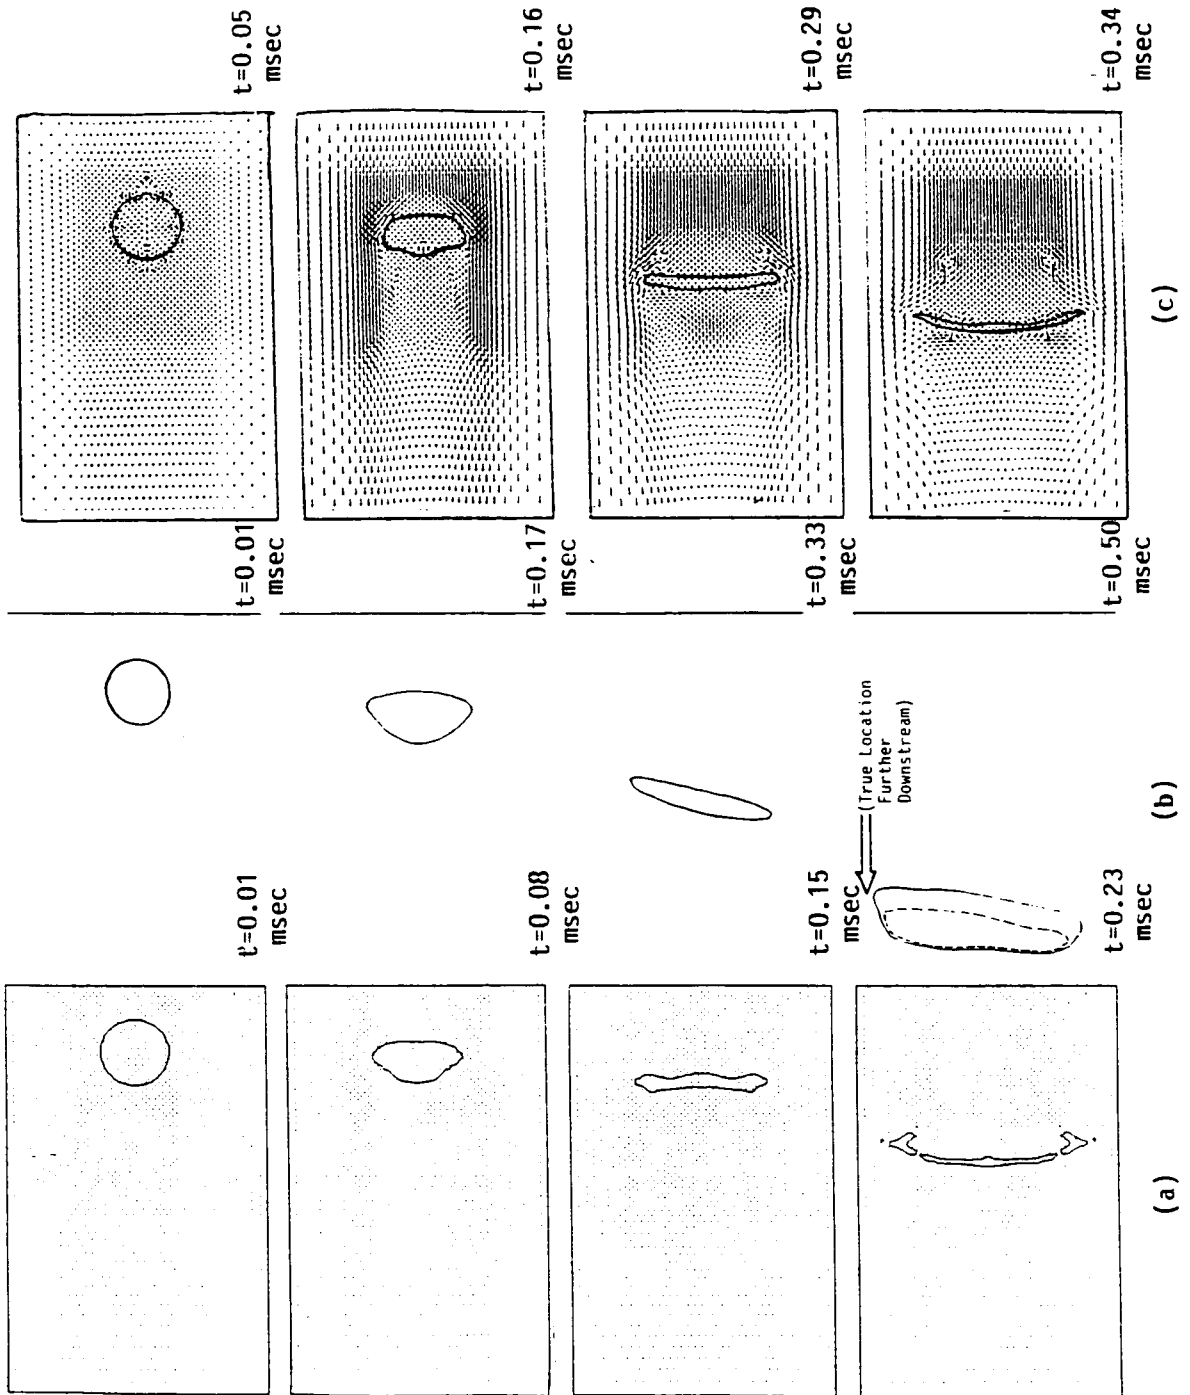 t=0.01
msec
t=0.01
msec
t=0.05
msec
t=0.08
msec
t=0.17
msec
t=0.16
msec
t=0.15
msec
t=0.33
msec
t=0.29
msec
(True Location
Further
Downstream)
t=0.23
msec
t=0.50
msec
t=0.34
msec
(a)
(b)
(c)